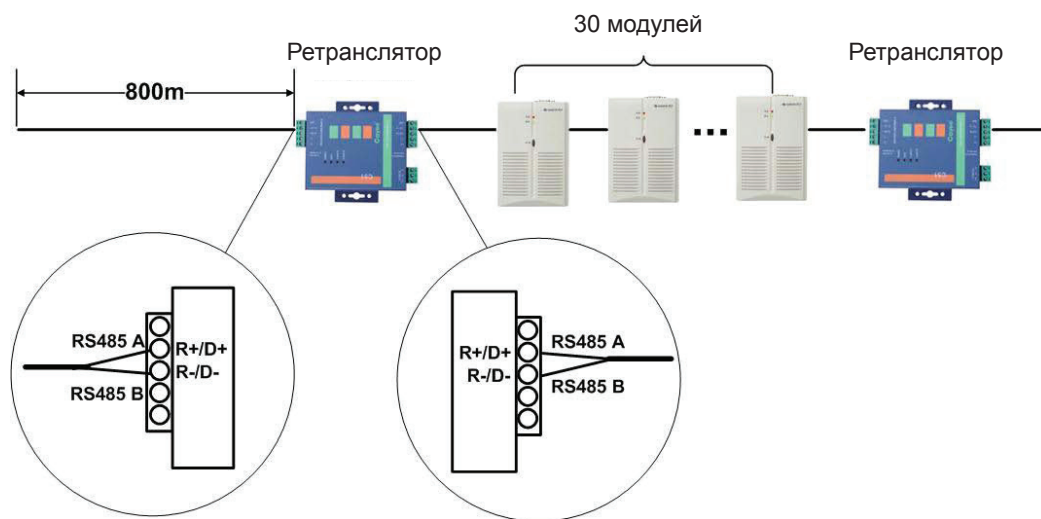 30 модулей
Ретранслятор
Ретранслятор
800m
RS485 A
R+/D+
R-/D-
RS485 B
R+/D+
R-/D-
RS485 A
RS485 B